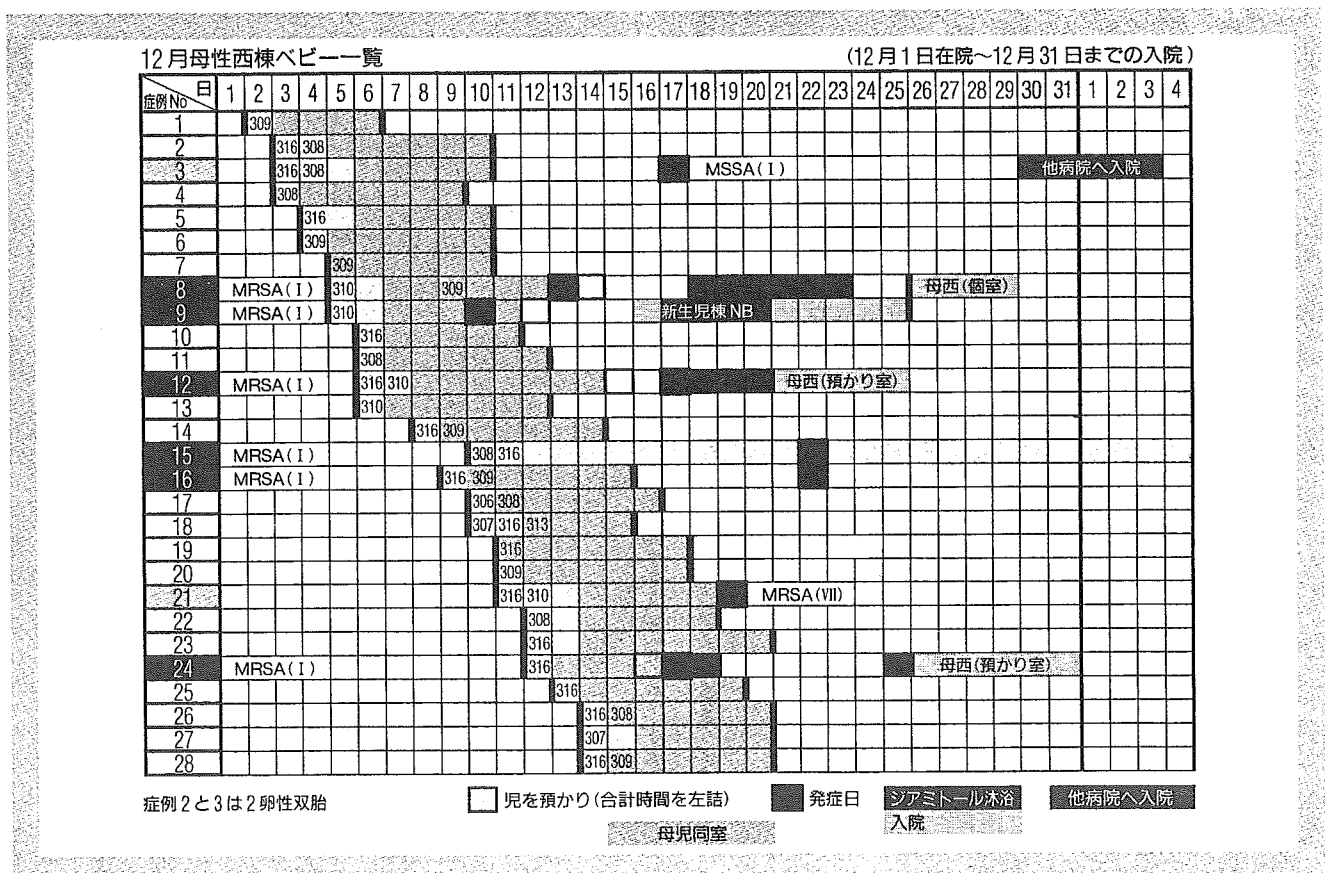 12月母性西棟ベビー一覧 (12月1日在院~12月31日までの入院)
日
症例No 1 2 3 4 5 6 7 8 9 10 11 12 13 14 15 16 17 18 19 20 21 22 23 24 25 26 27 28 29 30 31 1 2 3 4
1 309
2 316 308
3 316 308 MSSA(I) 他病院へ入院
4 308
5 316
6 309
7 309
8 MRSA(I) 310 309 母西(個室)
9 MRSA(I) 310 新生児棟NB
10 316
11 308
12 MRSA(I) 316 310 母西(預かり室)
13 310
14 316 309
15 MRSA(I) 308 316
16 MRSA(I) 316 309
17 306 308
18 307 316 313
19 316
20 309
21 316 310 MRSA(VII)
22 308
23 316
24 MRSA(I) 316 母西(預かり室)
25 316
26 316 308
27 307
28 316 309
症例2と3は2卵性双胎 児を預かり(合計時間を左詰) 発症日 ジアミトール沐浴 他病院へ入院
入院
母児同室